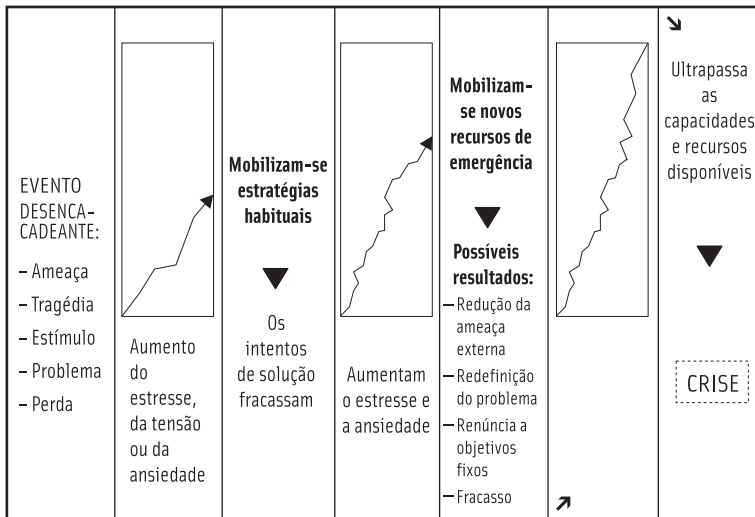 EVENTO
DESENCA-
CADEANTE:
– Ameaça
– Tragédia
– Estímulo
– Problema
– Perda
Aumento
do
estresse,
da tensão
ou da
ansiedade
Mobilizam-se
estratégias
habituais
Os
intentos
de solução
fracassam
Aumentam
o estresse e
a ansiedade
Mobilizam-
se novos
recursos de
emergência
Possíveis
resultados:
– Redução da
ameaça
externa
– Redefinição
do problema
– Renúncia a
objetivos
fixos
– Fracasso
Ultrapassa
as
capacidades
e recursos
disponíveis
CRISE